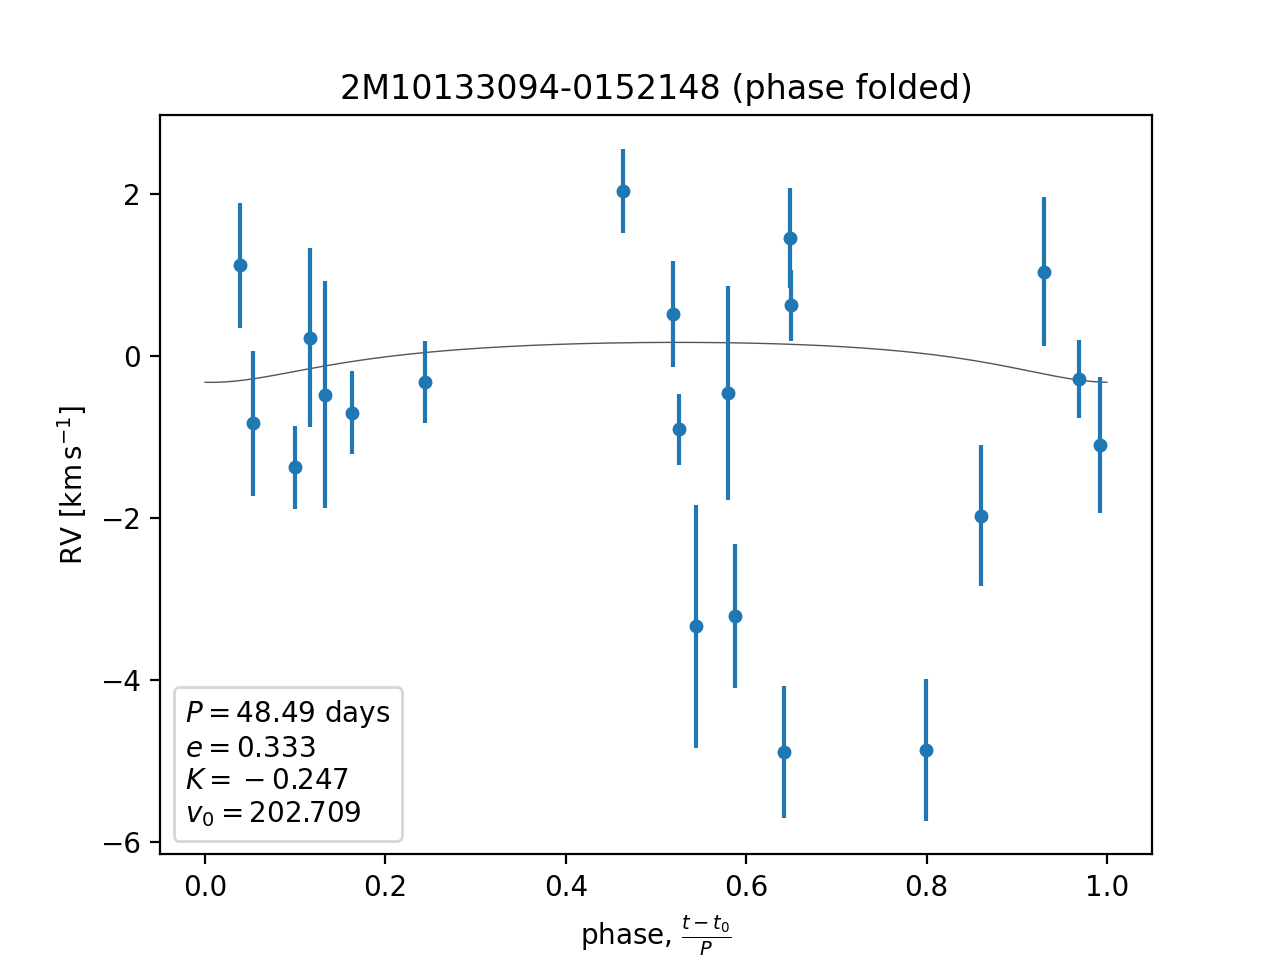 2M10133094-0152148 (phase folded)
RV [km s⁻¹]
2
0
−2
−4
−6
P = 48.49 days
e = 0.333
K = −0.247
v₀ = 202.709
0.0 0.2 0.4 0.6 0.8 1.0
phase, (t − t₀)/P